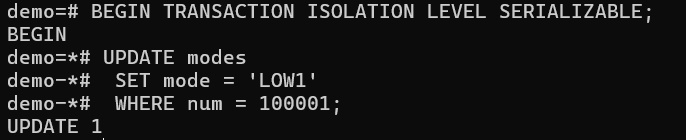 demo=# BEGIN TRANSACTION ISOLATION LEVEL SERIALIZABLE;
BEGIN
demo=*# UPDATE modes
demo-*#  SET mode = 'LOW1'
demo-*#  WHERE num = 100001;
UPDATE 1